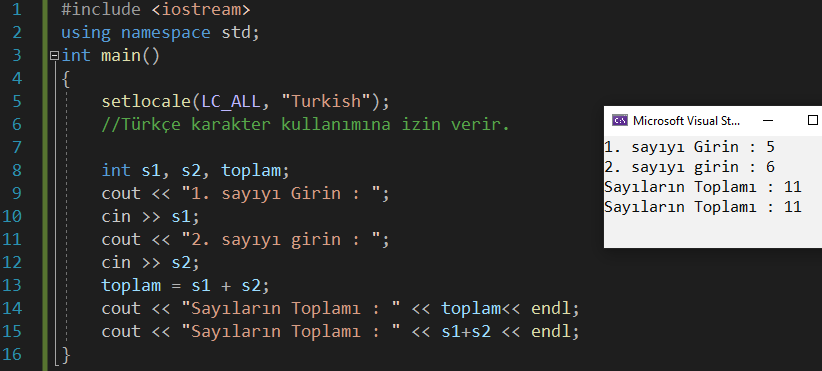 1 #include <iostream>
2 using namespace std;
3 int main()
4 {
5 setlocale(LC_ALL, "Turkish");
6 //Türkçe karakter kullanımına izin verir.
7
8 int s1, s2, toplam;
9 cout << "1. sayıyı Girin : ";
10 cin >> s1;
11 cout << "2. sayıyı girin : ";
12 cin >> s2;
13 toplam = s1 + s2;
14 cout << "Sayıların Toplamı : " << toplam<< endl;
15 cout << "Sayıların Toplamı : " << s1+s2 << endl;
16 }
C:\ Microsoft Visual St...
1. sayıyı Girin : 5
2. sayıyı girin : 6
Sayıların Toplamı : 11
Sayıların Toplamı : 11